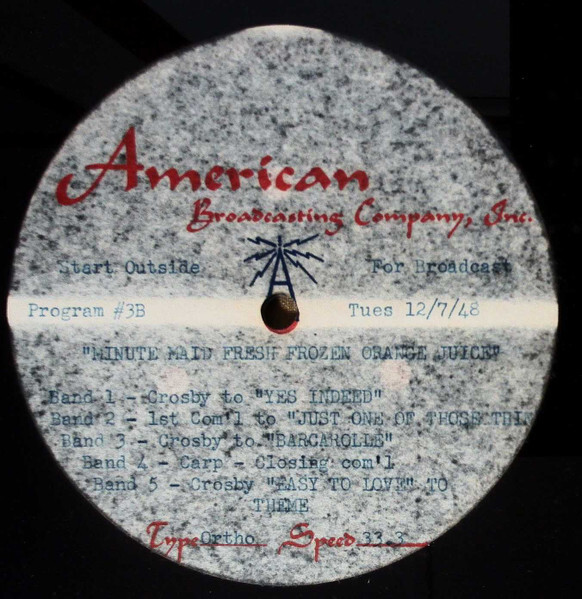 American
Broadcasting Company, Inc.
Start Outside For Broadcast
Program #3B Tues 12/7/48
"MINUTE MAID FRESH FROZEN ORANGE JUICE"
Band 1 - Crosby to "YES INDEED"
Band 2 - 1st Com'l to "JUST ONE OF THOSE THIN
Band 3 - Crosby to "BARCAROLLE"
Band 4 - Carp - Closing com'l
Band 5 - Crosby "EASY TO LOVE" TO
THEME
Type Ortho Speed 33.3